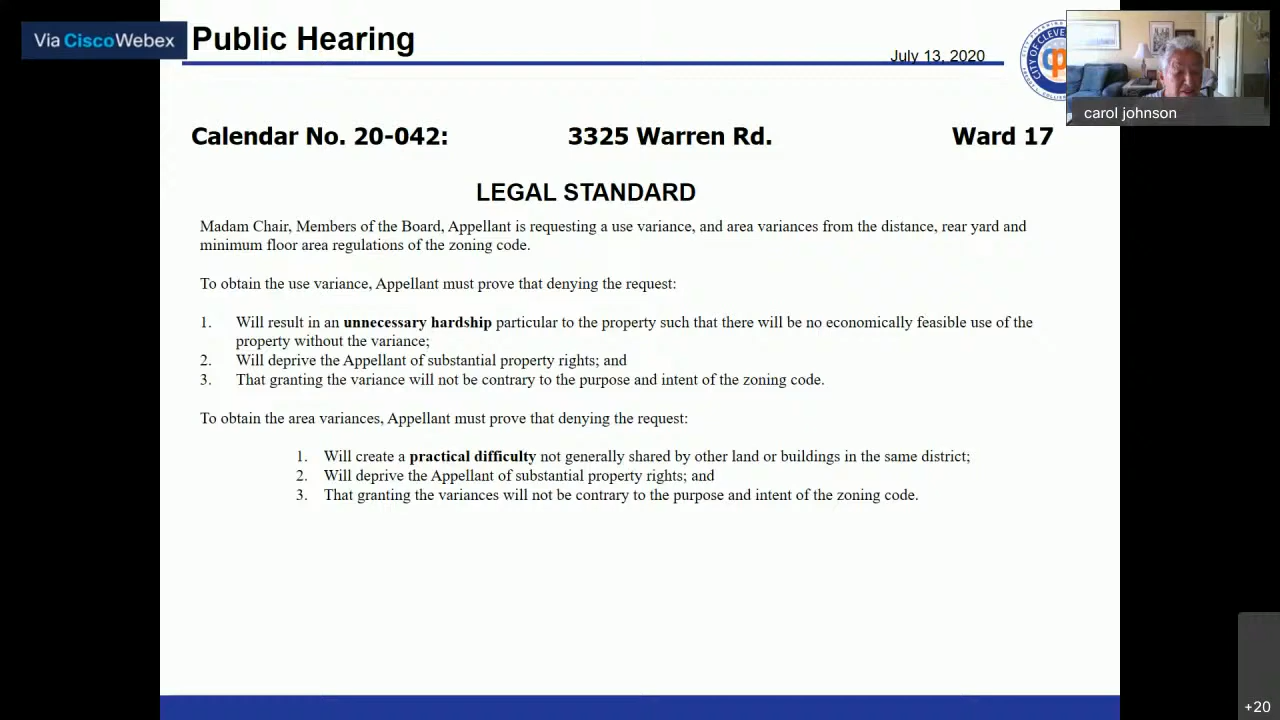 Via CiscoWebex
Public Hearing
July 13, 2020
CITY OF CLEVE
carol johnson
Calendar No. 20-042: 3325 Warren Rd. Ward 17
LEGAL STANDARD
Madam Chair, Members of the Board, Appellant is requesting a use variance, and area variances from the distance, rear yard and
minimum floor area regulations of the zoning code.
To obtain the use variance, Appellant must prove that denying the request:
1. Will result in an unnecessary hardship particular to the property such that there will be no economically feasible use of the
property without the variance;
2. Will deprive the Appellant of substantial property rights; and
3. That granting the variance will not be contrary to the purpose and intent of the zoning code.
To obtain the area variances, Appellant must prove that denying the request:
1. Will create a practical difficulty not generally shared by other land or buildings in the same district;
2. Will deprive the Appellant of substantial property rights; and
3. That granting the variances will not be contrary to the purpose and intent of the zoning code.
+20